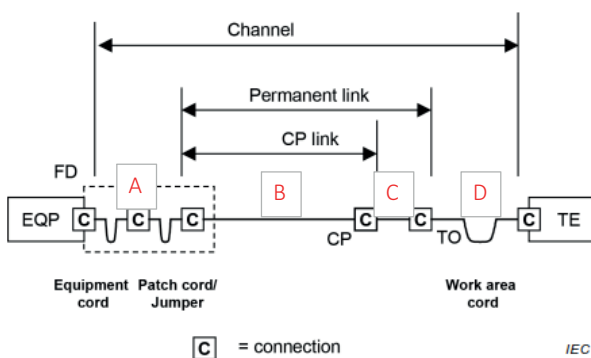 Channel
Permanent link
CP link
FD
A
B
C
D
EQP
C
C
C
C
C
C
TE
CP
TO
Equipment
cord
Patch cord/
Jumper
Work area
cord
C = connection
IEC